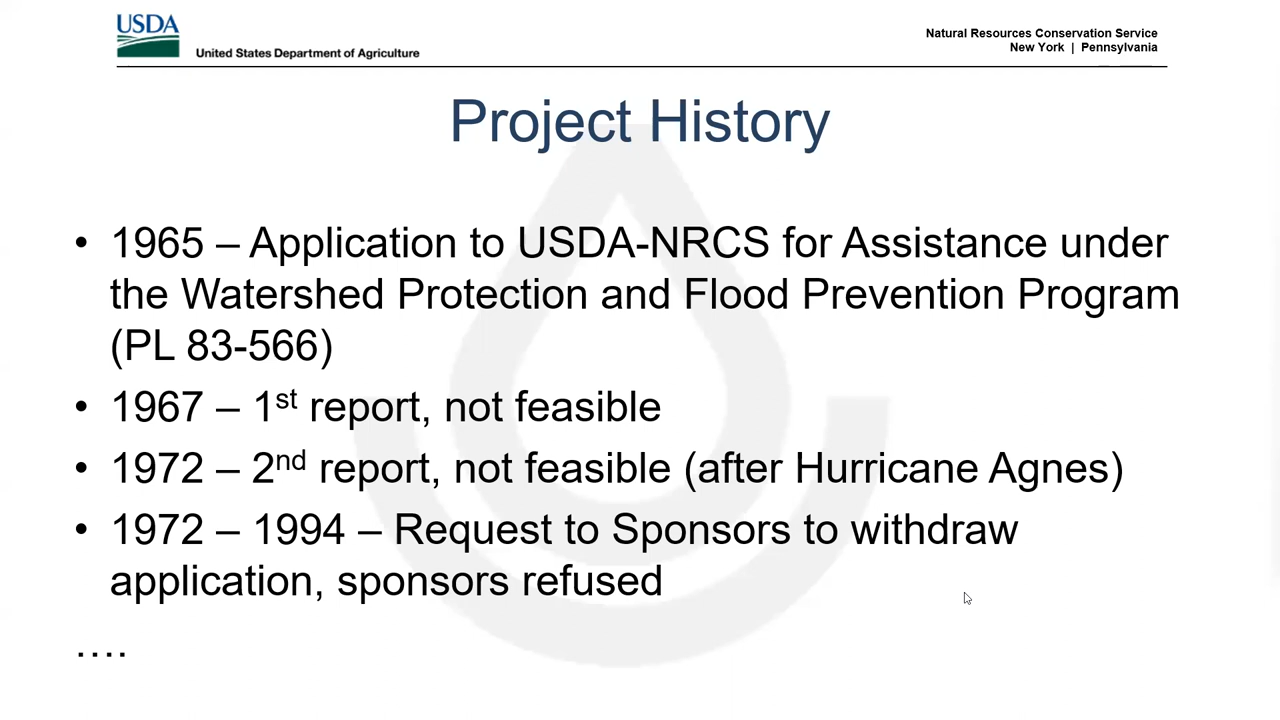 USDA
United States Department of Agriculture
Natural Resources Conservation Service
New York | Pennsylvania
Project History
• 1965 – Application to USDA-NRCS for Assistance under
the Watershed Protection and Flood Prevention Program
(PL 83-566)
• 1967 – 1st report, not feasible
• 1972 – 2nd report, not feasible (after Hurricane Agnes)
• 1972 – 1994 – Request to Sponsors to withdraw
application, sponsors refused
….